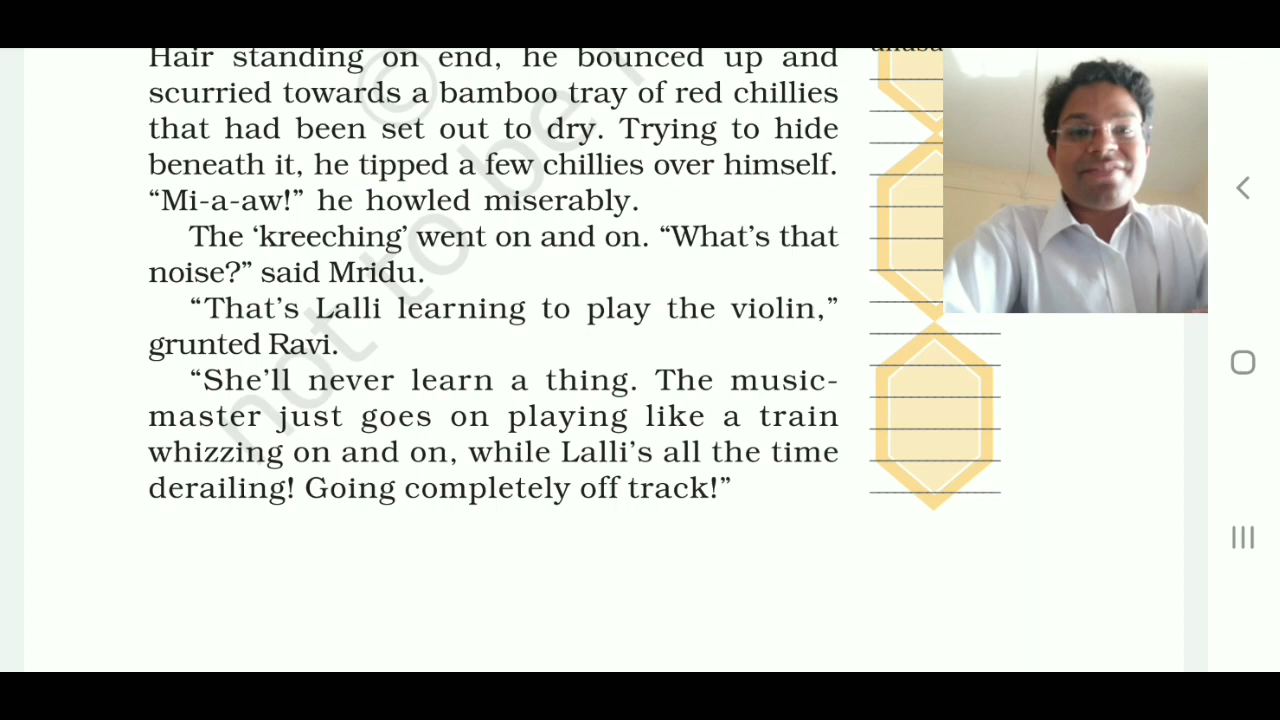 Hair standing on end, he bounced up and
scurried towards a bamboo tray of red chillies
that had been set out to dry. Trying to hide
beneath it, he tipped a few chillies over himself.
“Mi-a-aw!” he howled miserably.
The ‘kreeching’ went on and on. “What’s that
noise?” said Mridu.
“That’s Lalli learning to play the violin,”
grunted Ravi.
“She’ll never learn a thing. The music-
master just goes on playing like a train
whizzing on and on, while Lalli’s all the time
derailing! Going completely off track!”
©
not to be